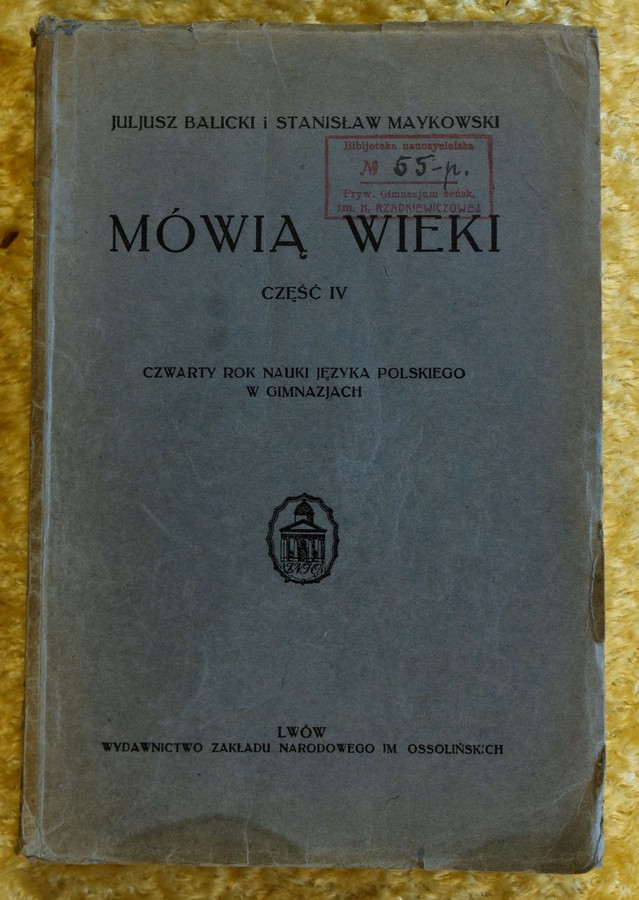 JULJUSZ BALICKI i STANISŁAW MAYKOWSKI
Bibljoteka nauczycielska
№ 55-p.
Pryw. Gimnazjum żeńsk.
im. H. RZADKIEWICZOWEJ
MÓWIĄ WIEKI
CZĘŚĆ IV
CZWARTY ROK NAUKI JĘZYKA POLSKIEGO
W GIMNAZJACH
LWÓW
WYDAWNICTWO ZAKŁADU NARODOWEGO IM OSSOLIŃSKICH